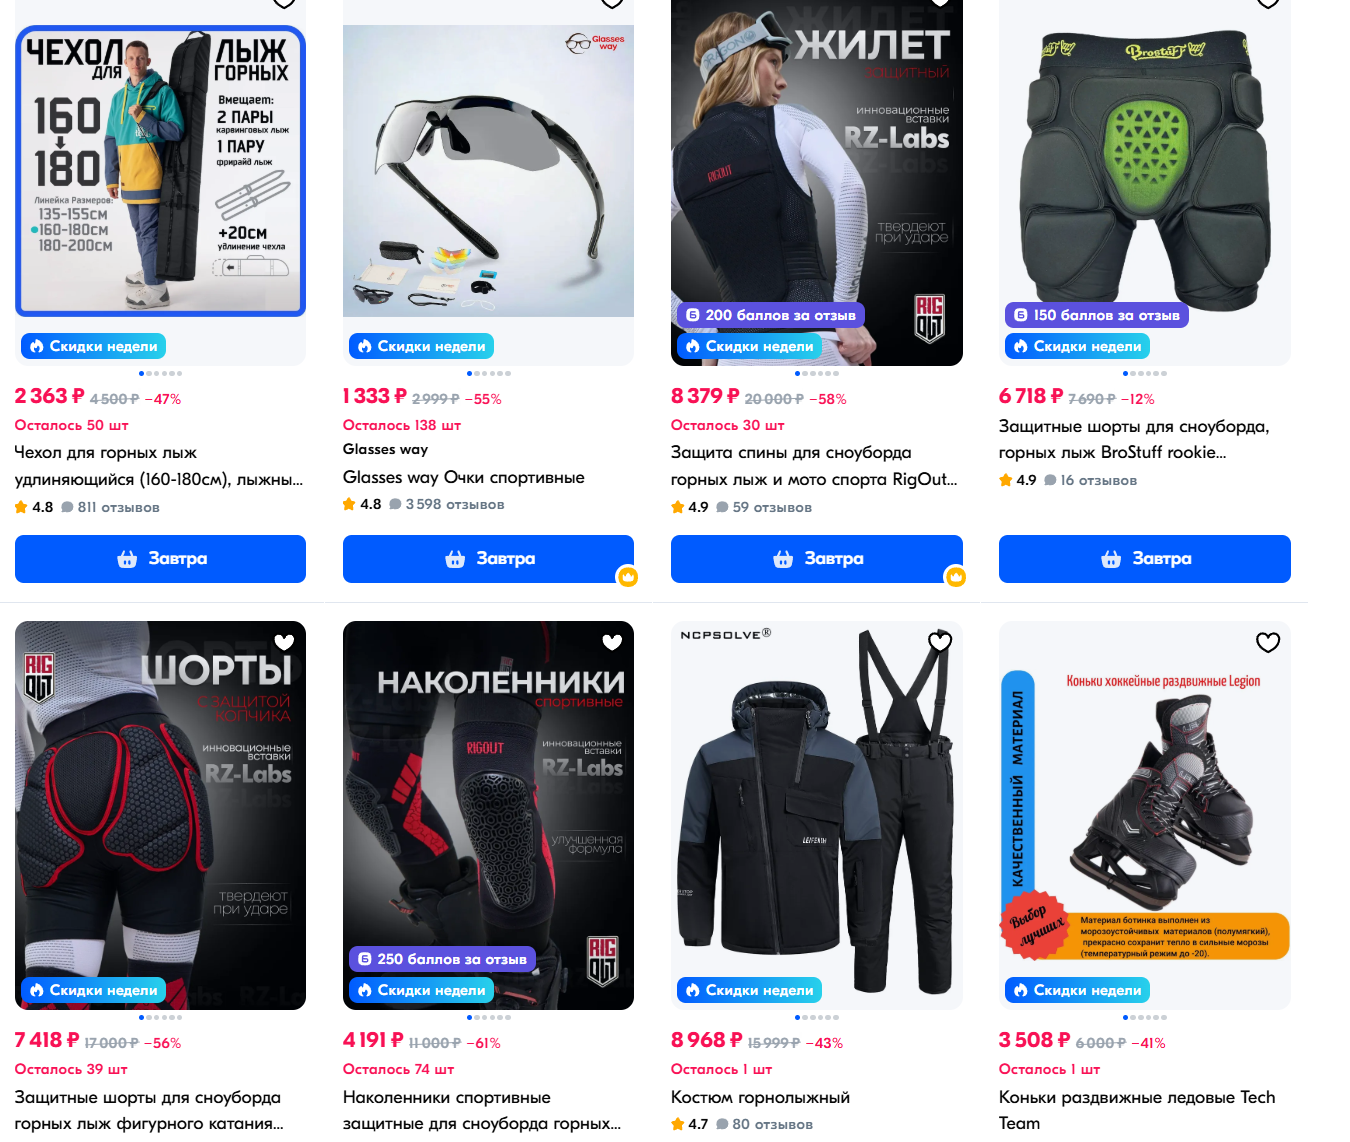 ЧЕХОЛ ДЛЯ ЛЫЖ ГОРНЫХ
160
180
Линейка Размеров:
135-155см
160-180см
180-200см
Вмещает:
2 ПАРЫ
карвинговых лыж
1 ПАРУ
фрирайд лыж
+20см
удлинение чехла
Скидки недели
2 363 ₽ 4 500 ₽ −47%
Осталось 50 шт
Чехол для горных лыж
удлиняющийся (160-180см), лыжны...
4.8 811 отзывов
Завтра
Glasses
way
Скидки недели
1 333 ₽ 2 999 ₽ −55%
Осталось 138 шт
Glasses way
Glasses way Очки спортивные
4.8 3 598 отзывов
Завтра
ЖИЛЕТ
защитный
инновационные
вставки
RZ-Labs
RIGOUT
твердеют
при ударе
RIG
OUT
200 баллов за отзыв
Скидки недели
8 379 ₽ 20 000 ₽ −58%
Осталось 30 шт
Защита спины для сноуборда
горных лыж и мото спорта RigOut...
4.9 59 отзывов
Завтра
Brostuff
150 баллов за отзыв
Скидки недели
6 718 ₽ 7 690 ₽ −12%
Защитные шорты для сноуборда,
горных лыж BroStuff rookie...
4.9 16 отзывов
Завтра
RIG
OUT
ШОРТЫ
С ЗАЩИТОЙ
КОПЧИКА
инновационные
вставки
RZ-Labs
твердеют
при ударе
Скидки недели
7 418 ₽ 17 000 ₽ −56%
Осталось 39 шт
Защитные шорты для сноуборда
горных лыж фигурного катания...
НАКОЛЕННИКИ
спортивные
RIGOUT
инновационные
вставки
RZ-Labs
улучшенная
формула
RIG
OUT
250 баллов за отзыв
Скидки недели
4 191 ₽ 11 000 ₽ −61%
Осталось 74 шт
Наколенники спортивные
защитные для сноуборда горных...
NCPSOLVE®
Скидки недели
8 968 ₽ 15 999 ₽ −43%
Осталось 1 шт
Костюм горнолыжный
4.7 80 отзывов
Коньки хоккейные раздвижные Legion
КАЧЕСТВЕННЫЙ МАТЕРИАЛ
Выбор
лучших
Материал ботинка выполнен из
морозоустойчивых материалов (полумягкий),
прекрасно сохранит тепло в сильные морозы
(температурный режим до -20).
Скидки недели
3 508 ₽ 6 000 ₽ −41%
Осталось 1 шт
Коньки раздвижные ледовые Tech
Team